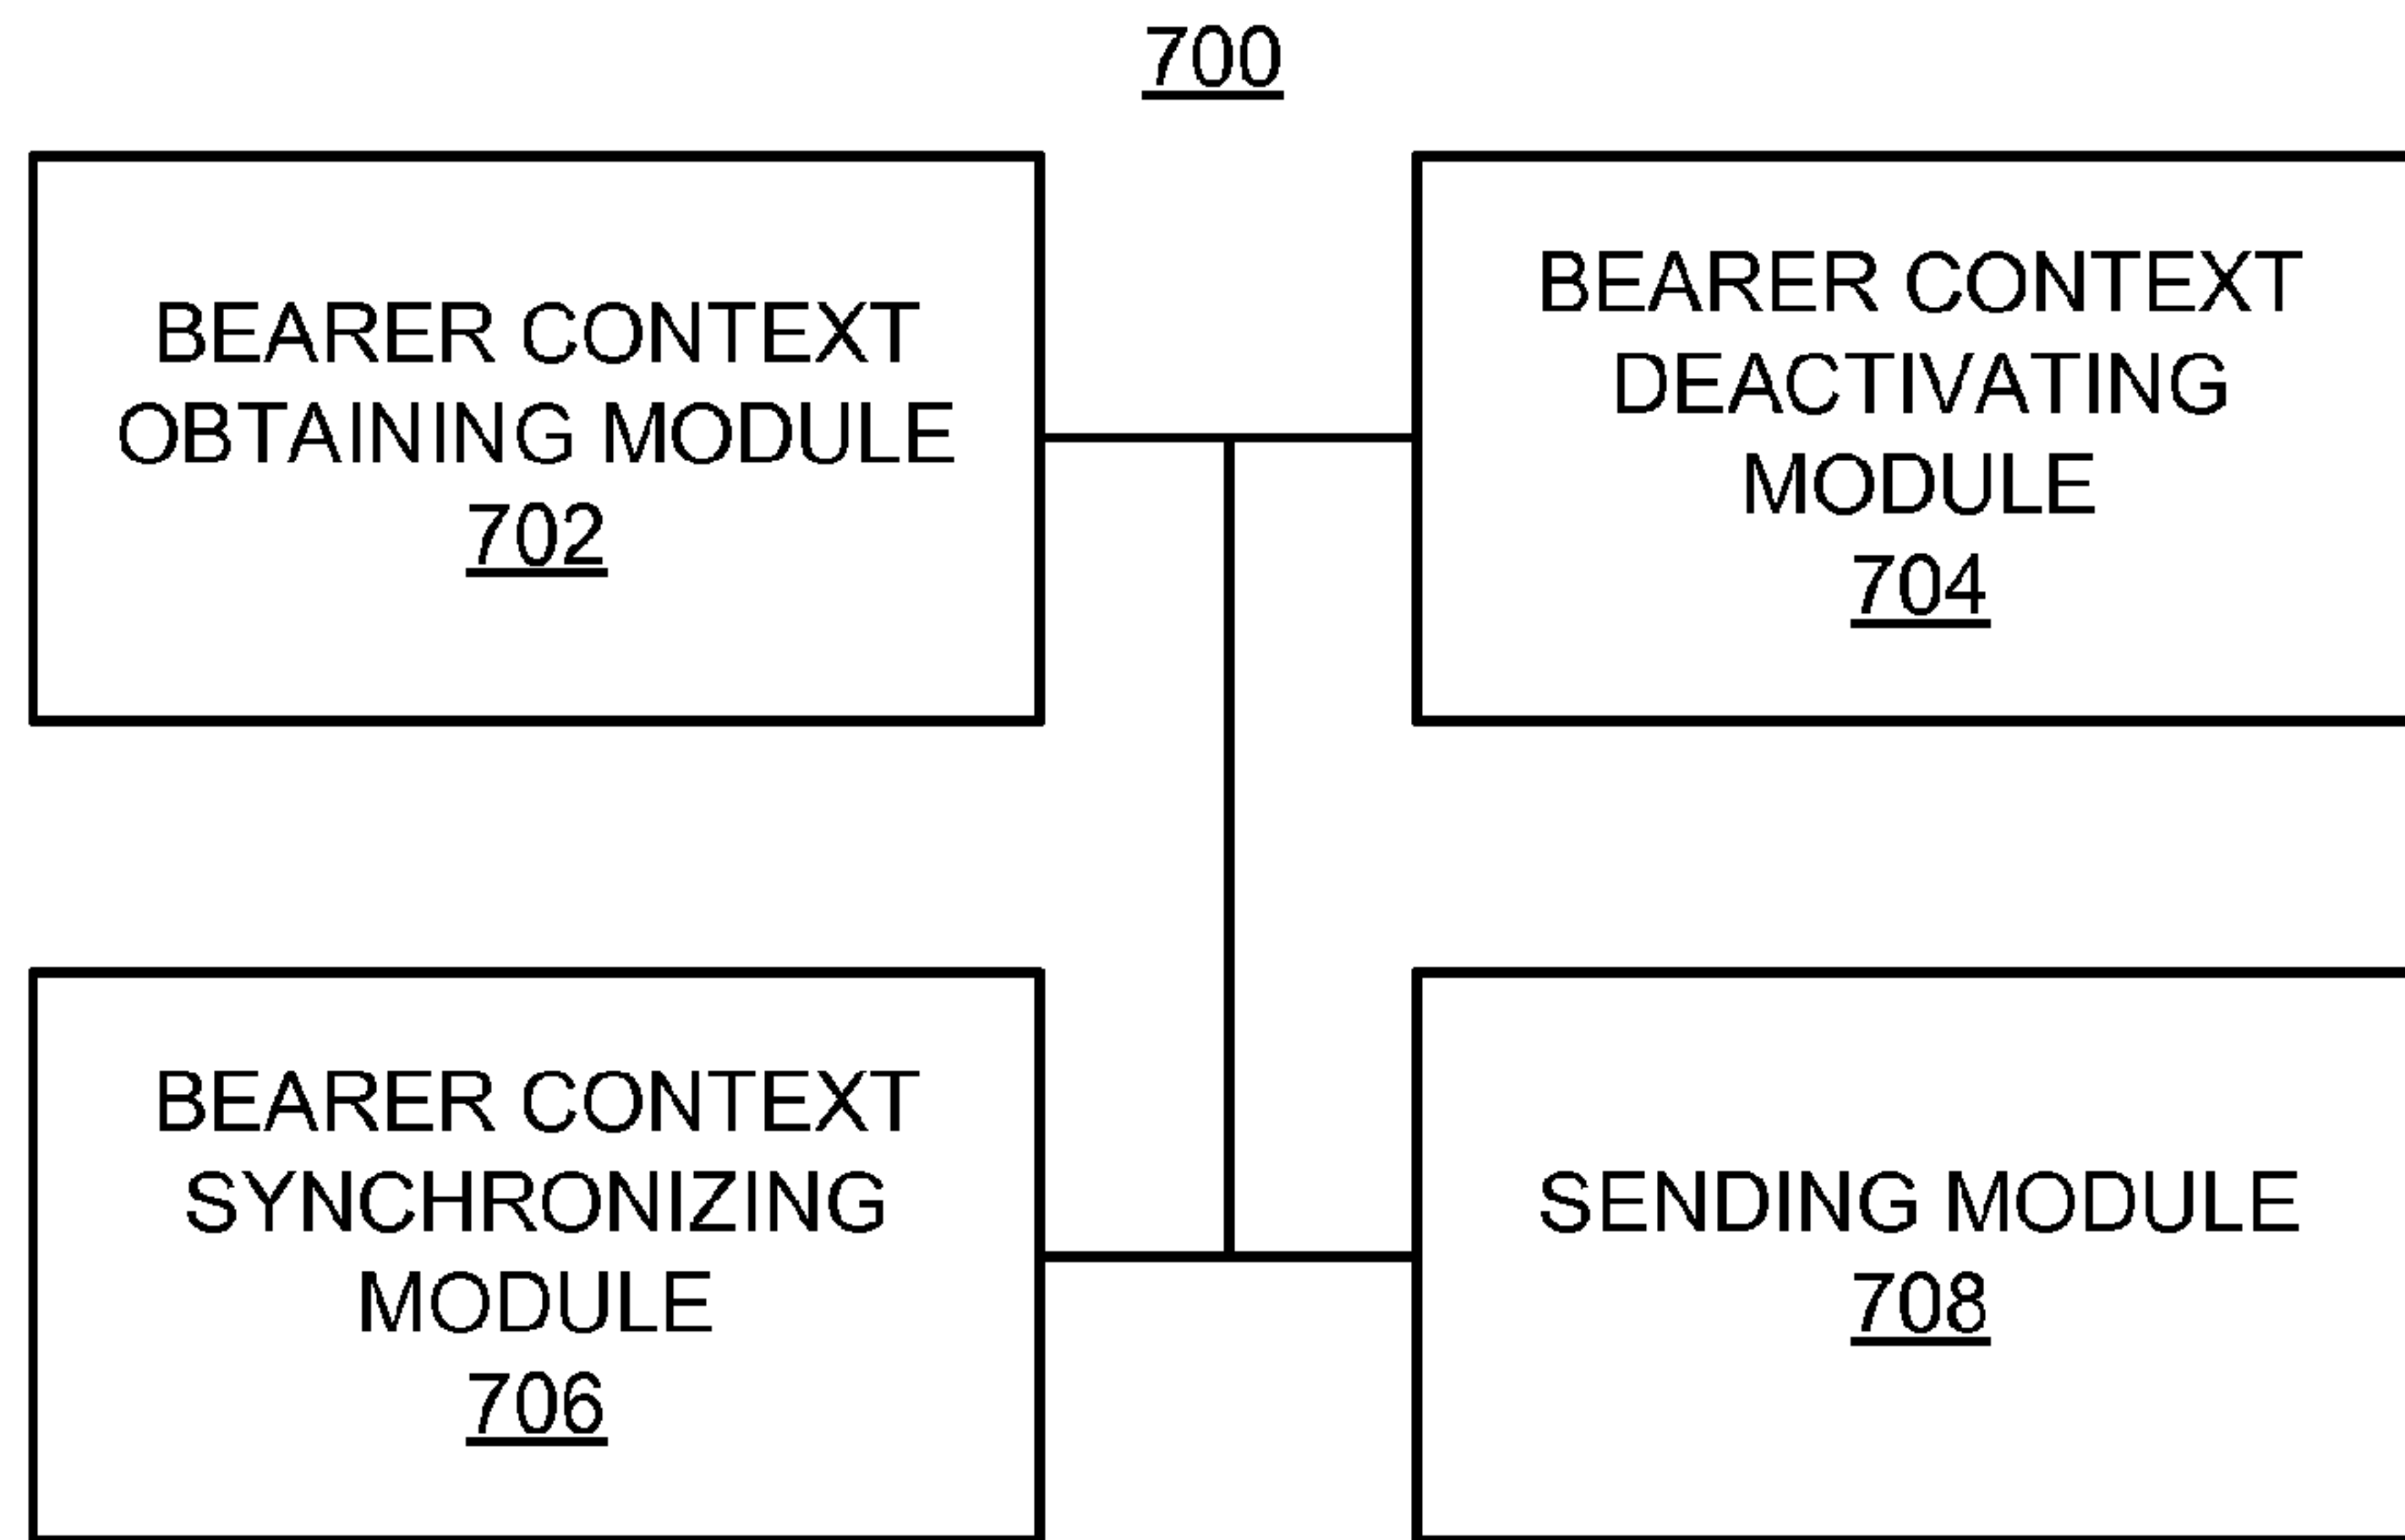 700
BEARER CONTEXT
OBTAINING MODULE
702
BEARER CONTEXT
DEACTIVATING
MODULE
704
BEARER CONTEXT
SYNCHRONIZING
MODULE
706
SENDING MODULE
708